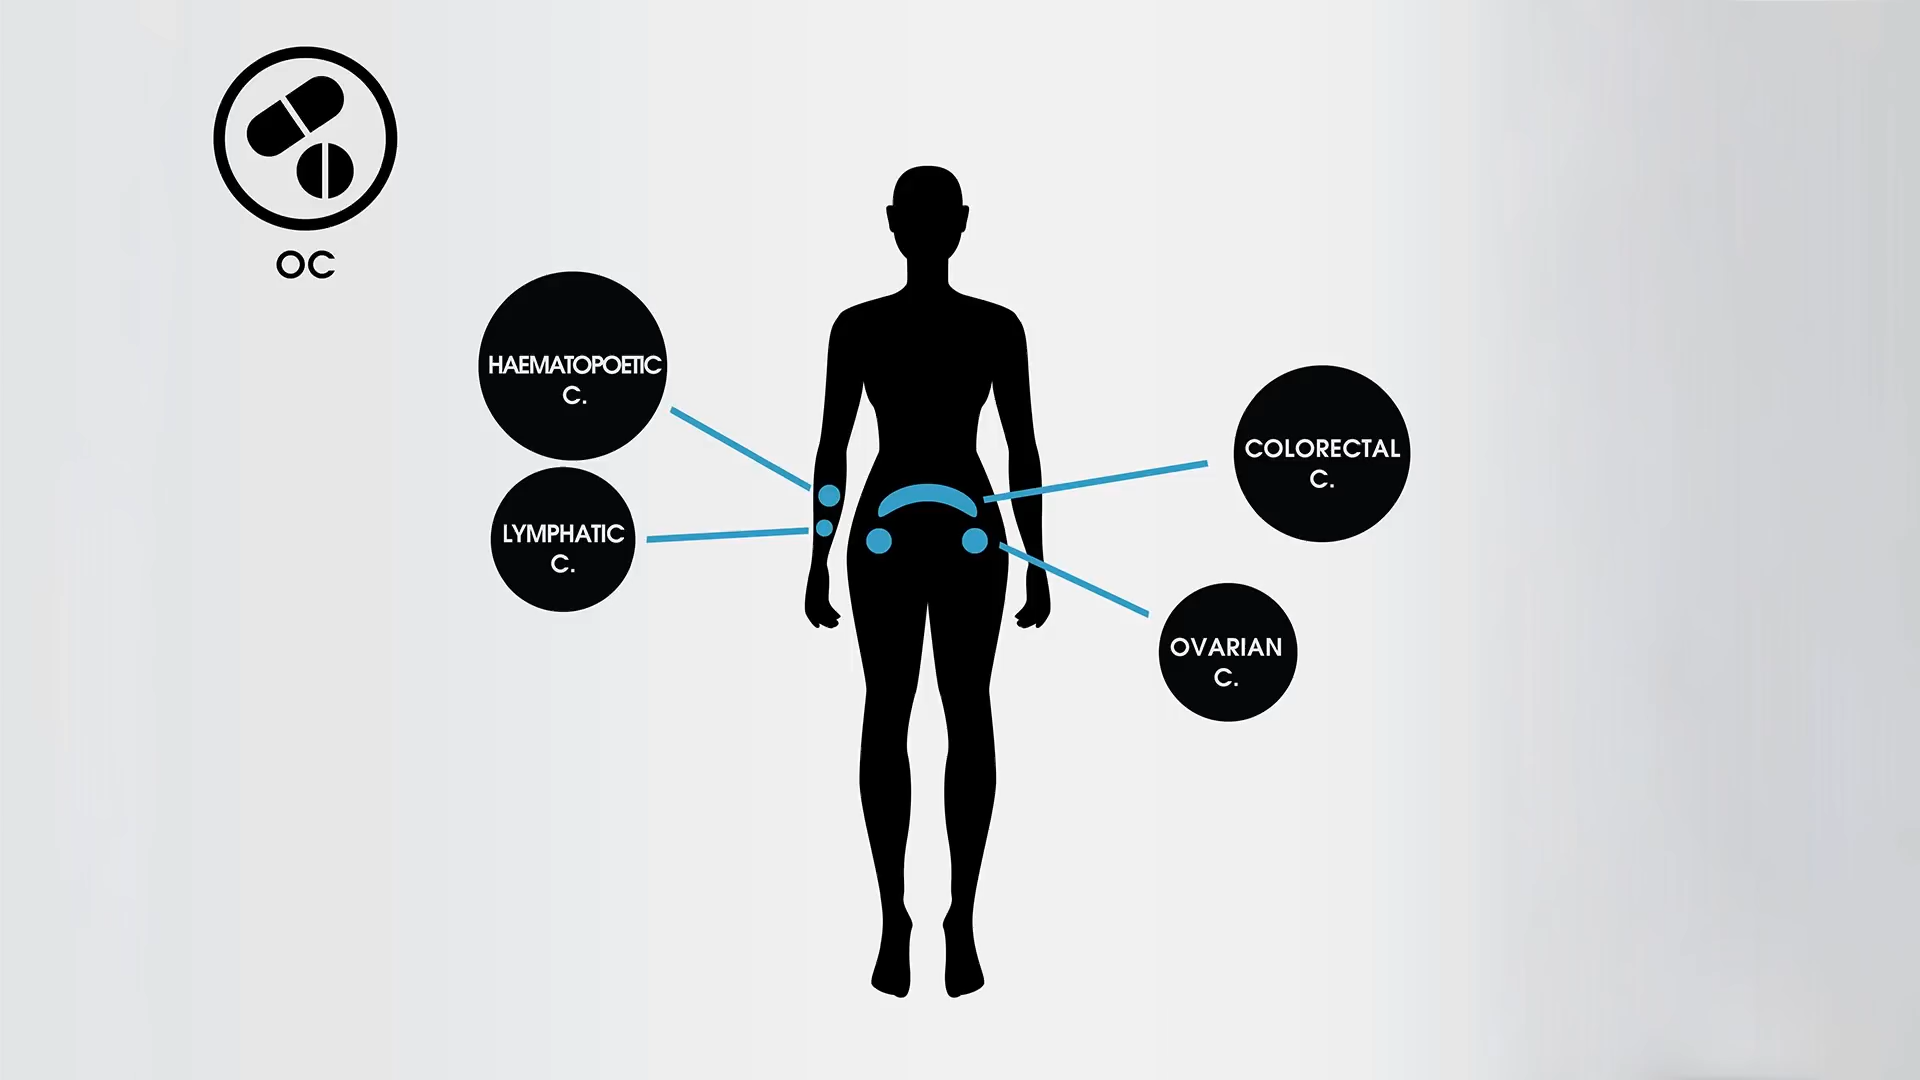 OC
HAEMATOPOETIC
C.
LYMPHATIC
C.
COLORECTAL
C.
OVARIAN
C.